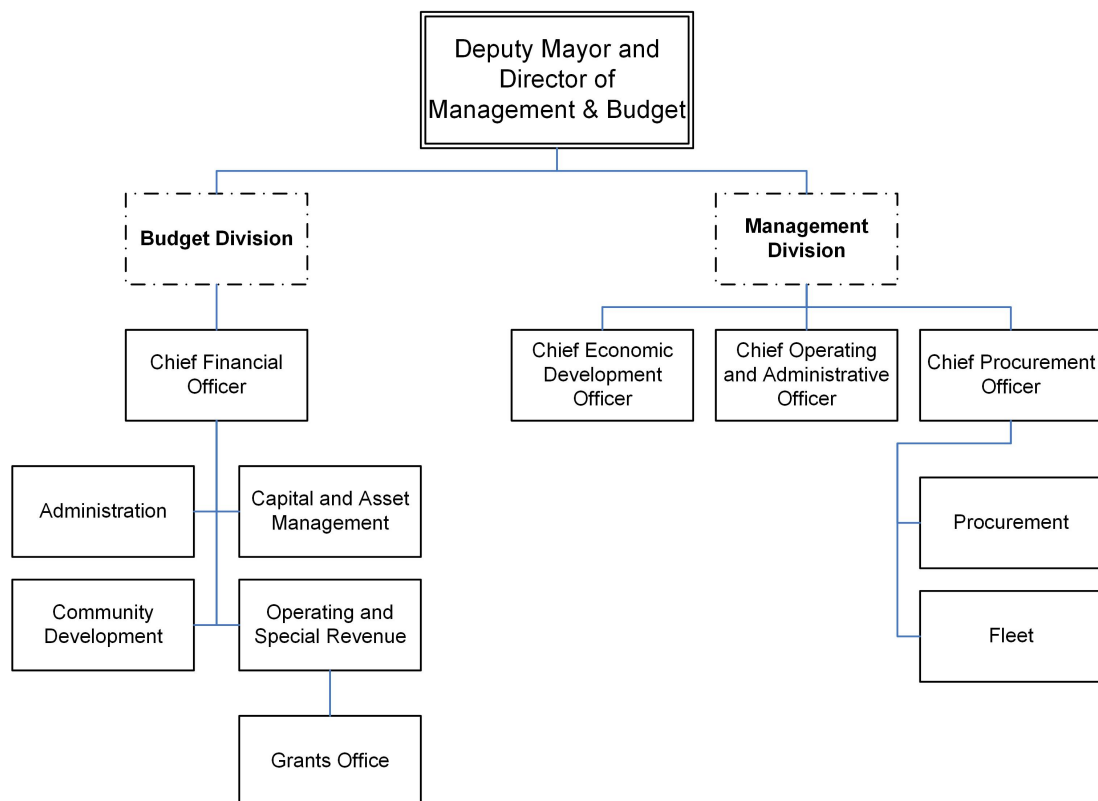 Deputy Mayor and
Director of
Management & Budget
Budget Division
Management
Division
Chief Financial
Officer
Chief Economic
Development
Officer
Chief Operating
and Administrative
Officer
Chief Procurement
Officer
Administration
Capital and Asset
Management
Procurement
Community
Development
Operating and
Special Revenue
Fleet
Grants Office